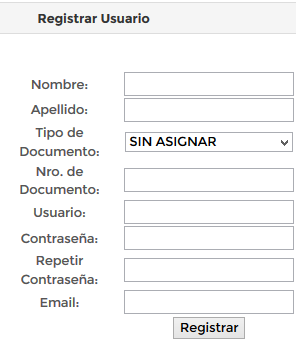 Registrar Usuario
Nombre:
Apellido:
Tipo de
Documento:
SIN ASIGNAR
Nro. de
Documento:
Usuario:
Contraseña:
Repetir
Contraseña:
Email:
Registrar